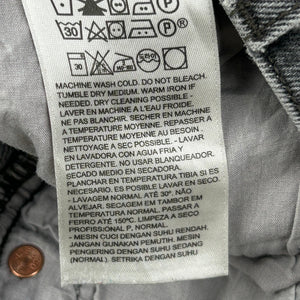 30
MACHINE WASH COLD. DO NOT BLEACH.
TUMBLE DRY MEDIUM. WARM IRON IF
NEEDED. DRY CLEANING POSSIBLE -
LAVER EN MACHINE A L'EAU FROIDE.
NE PAS BLANCHIR. SECHER EN MACHINE
A TEMPERATURE MOYENNE. REPASSER A
TEMPERATURE MOYENNE AU BESOIN.
NETTOYAGE A SEC POSSIBLE. - LAVAR
EN LAVADORA CON AGUA FRIA Y
DETERGENTE. NO USAR BLANQUEADOR.
SECADO MEDIO EN SECADORA.
PLANCHAR EN TEMPERATURA TIBIA SI ES
NECESARIO. ES POSIBLE LAVAR EN SECO.
- LAVAGEM NORMAL ATÉ 30°. NÃO
ALVEJAR. SECAGEM EM TAMBOR EM
TEMPERATURA NORMAL. PASSAR A
FERRO ATÉ 150ºC. LIMPEZA A SECO
PROFISSIONAL P, NORMAL.
- MESIN CUCI DENGAN SUHU RENDAH.
JANGAN GUNAKAN PEMUTIH. MESIN
PENGERING DENGAN SUHU SEDANG
(NORMAL). SETRIKA DENGAN SUHU